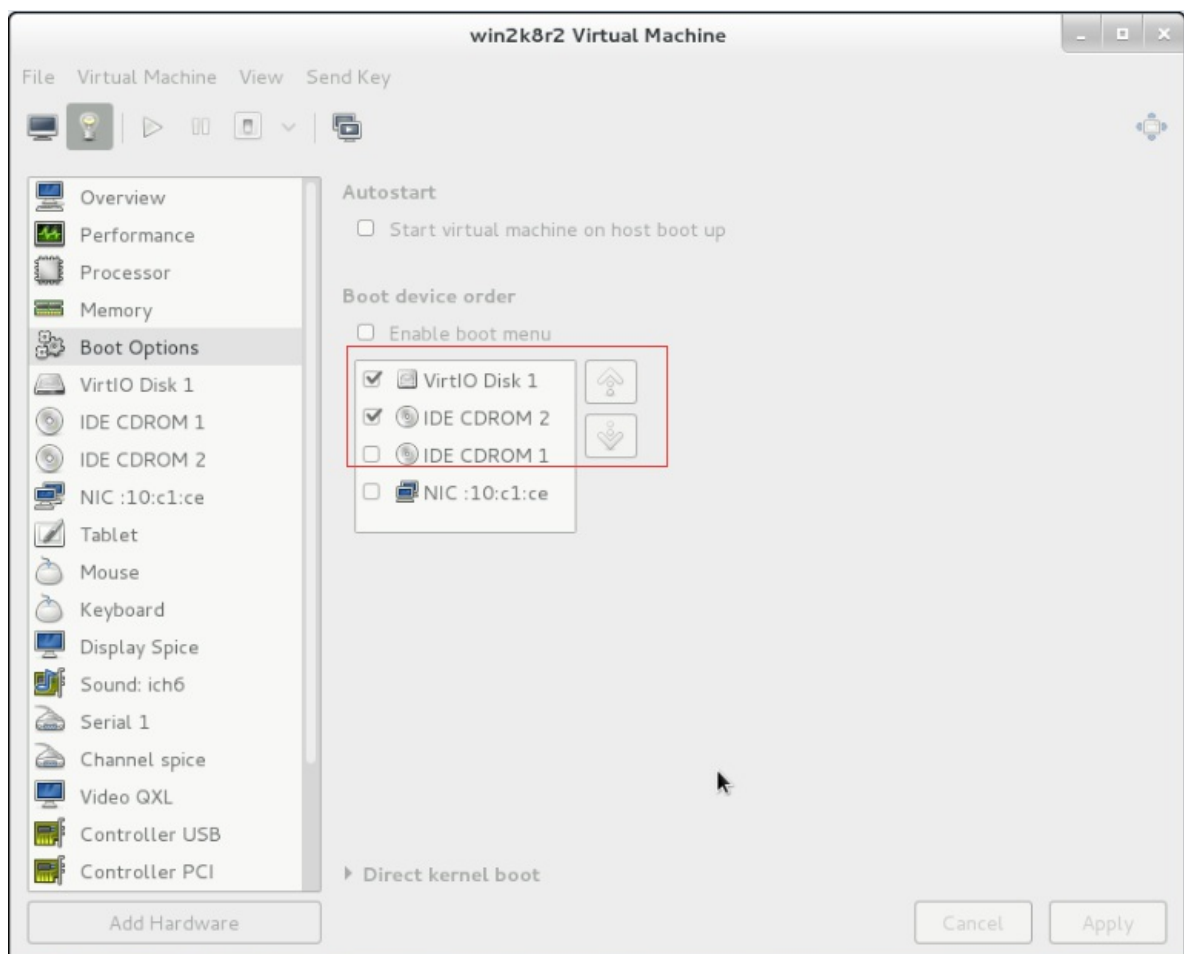 win2k8r2 Virtual Machine
File Virtual Machine View Send Key
Overview
Performance
Processor
Memory
Boot Options
VirtIO Disk 1
IDE CDROM 1
IDE CDROM 2
NIC :10:c1:ce
Tablet
Mouse
Keyboard
Display Spice
Sound: ich6
Serial 1
Channel spice
Video QXL
Controller USB
Controller PCI
Add Hardware
Autostart
Start virtual machine on host boot up
Boot device order
Enable boot menu
VirtIO Disk 1
IDE CDROM 2
IDE CDROM 1
NIC :10:c1:ce
Direct kernel boot
Cancel Apply